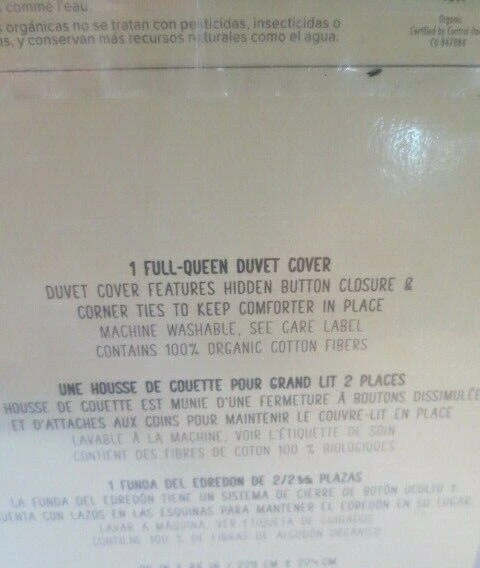 comme l'eau.
orgánicos no se tratan con pesticidas, insecticidas o
s, y conservan más recursos naturales como el agua.
Organic
Certified by Control
CU 847084
1 FULL-QUEEN DUVET COVER
DUVET COVER FEATURES HIDDEN BUTTON CLOSURE &
CORNER TIES TO KEEP COMFORTER IN PLACE
MACHINE WASHABLE, SEE CARE LABEL
CONTAINS 100% ORGANIC COTTON FIBERS
UNE HOUSSE DE COUETTE POUR GRAND LIT 2 PLACES
HOUSSE DE COUETTE EST MUNIE D'UNE FERMETURE À BOUTONS DISSIMULÉE
ET D'ATTACHES AUX COINS POUR MAINTENIR LE COUVRE-LIT EN PLACE
LAVABLE À LA MACHINE, VOIR L'ÉTIQUETTE DE SOIN
CONTIENT DES FIBRES DE COTON 100 % BIOLOGIQUES
1 FUNDA DEL EDREDÓN DE 2/2½ PLAZAS
LA FUNDA DEL EDREDÓN TIENE UN SISTEMA DE CIERRE DE BOTÓN OCULTO Y
UENTA CON LAZOS EN LAS ESQUINAS PARA MANTENER EL EDREDÓN EN SU LUGAR
LAVAR A MÁQUINA, VER ETIQUETA DE CUIDADOS
CONTIENE 100 % DE FIBRAS DE ALGODÓN ORGÁNICO